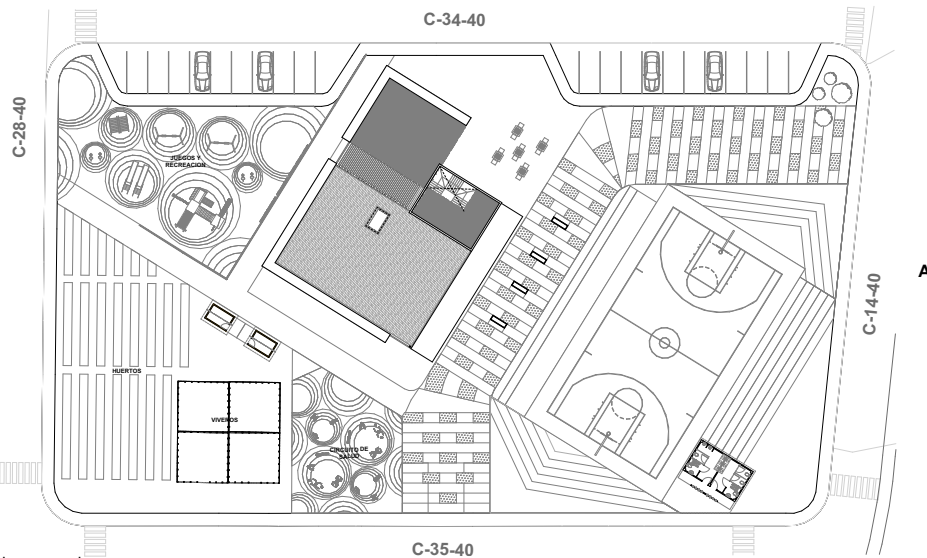 C-34-40
C-28-40
JUEGOS Y
RECREACION
A
C-14-40
HUERTOS
VIVEROS
CIRCUITO DE
SALUD
C-35-40